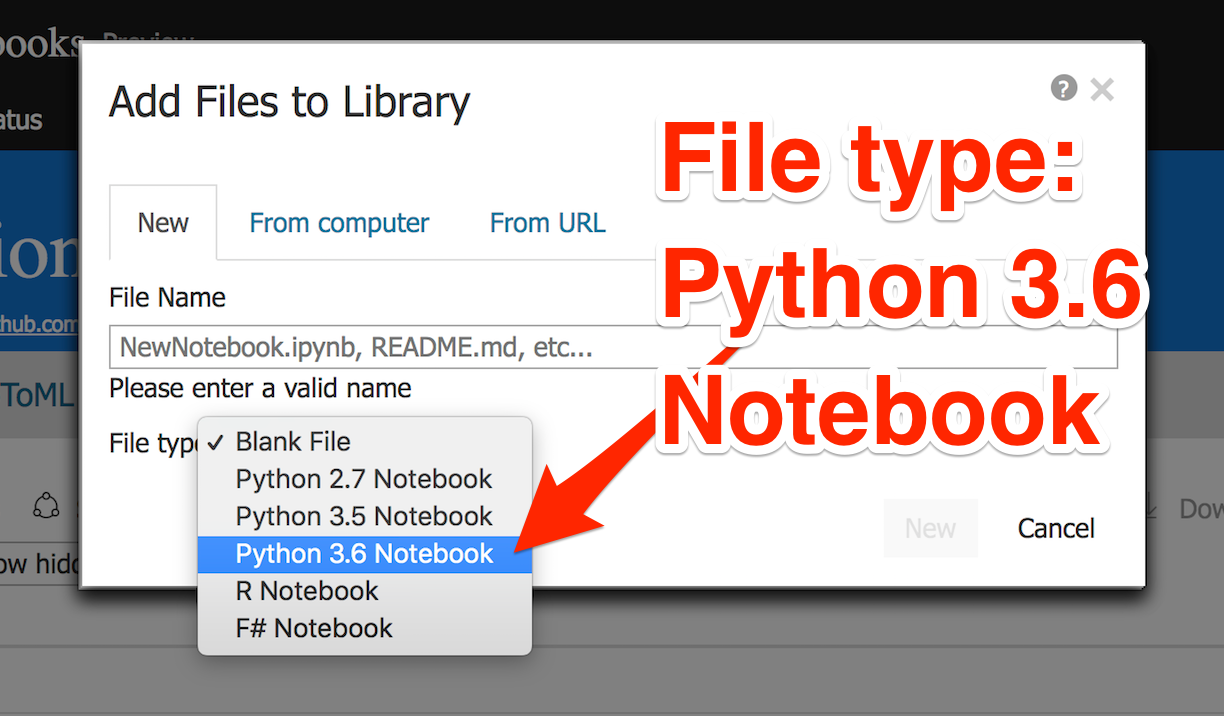 Preview
Add Files to Library
File type:
Python 3.6
Notebook
New
From computer
From URL
File Name
NewNotebook.ipynb, README.md, etc...
Please enter a valid name
File type
✓ Blank File
Python 2.7 Notebook
Python 3.5 Notebook
Python 3.6 Notebook
R Notebook
F# Notebook
New
Cancel
ooks
atus
ion
hub.com
ToML
ow hid
Dow